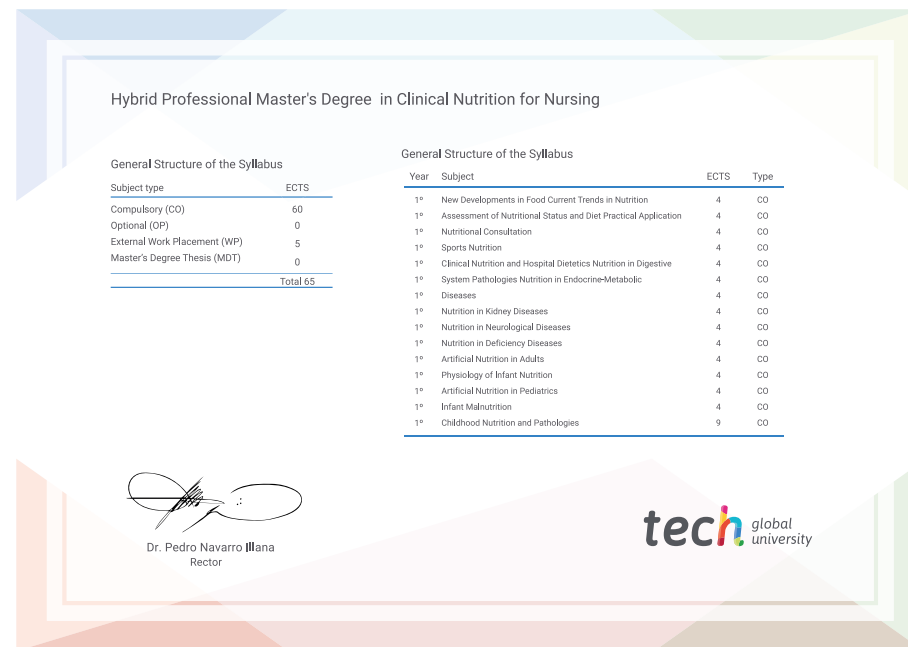 Hybrid Professional Master's Degree in Clinical Nutrition for Nursing
General Structure of the Syllabus
Subject type ECTS
Compulsory (CO) 60
Optional (OP) 0
External Work Placement (WP) 5
Master's Degree Thesis (MDT) 0
Total 65
General Structure of the Syllabus
Year Subject ECTS Type
1º New Developments in Food Current Trends in Nutrition 4 CO
1º Assessment of Nutritional Status and Diet Practical Application 4 CO
1º Nutritional Consultation 4 CO
1º Sports Nutrition 4 CO
1º Clinical Nutrition and Hospital Dietetics Nutrition in Digestive 4 CO
1º System Pathologies Nutrition in Endocrine-Metabolic 4 CO
1º Diseases 4 CO
1º Nutrition in Kidney Diseases 4 CO
1º Nutrition in Neurological Diseases 4 CO
1º Nutrition in Deficiency Diseases 4 CO
1º Artificial Nutrition in Adults 4 CO
1º Physiology of Infant Nutrition 4 CO
1º Artificial Nutrition in Pediatrics 4 CO
1º Infant Malnutrition 4 CO
1º Childhood Nutrition and Pathologies 9 CO
Dr. Pedro Navarro Illana
Rector
tech global
university